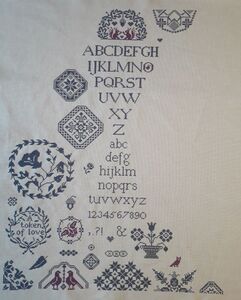 ABCDEFGH
IJKLMNO
PQRST
UVW
XY
Z
abc
defg
hijklm
nopqrs
tuvwxyz
1234567890
.,?! &
a
token
of love